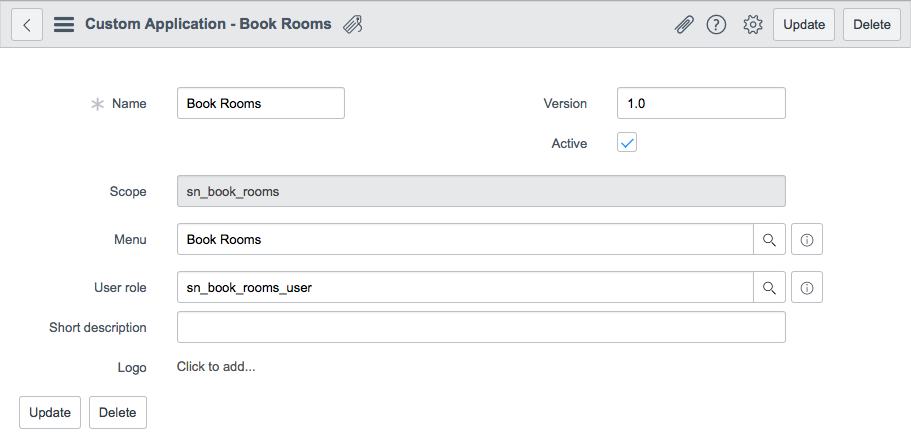 Custom Application - Book Rooms
Update
Delete
Name
Book Rooms
Version
1.0
Active
Scope
sn_book_rooms
Menu
Book Rooms
User role
sn_book_rooms_user
Short description
Logo
Click to add...
Update
Delete